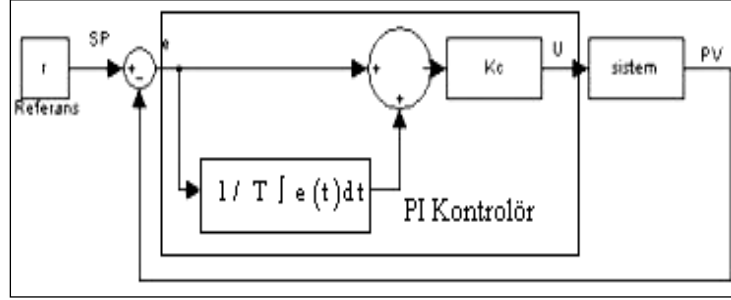 SP
e
r
Referans
+
-
+
+
Kc
U
sistem
PV
1 / T ∫ e (t) dt
PI Kontrolör